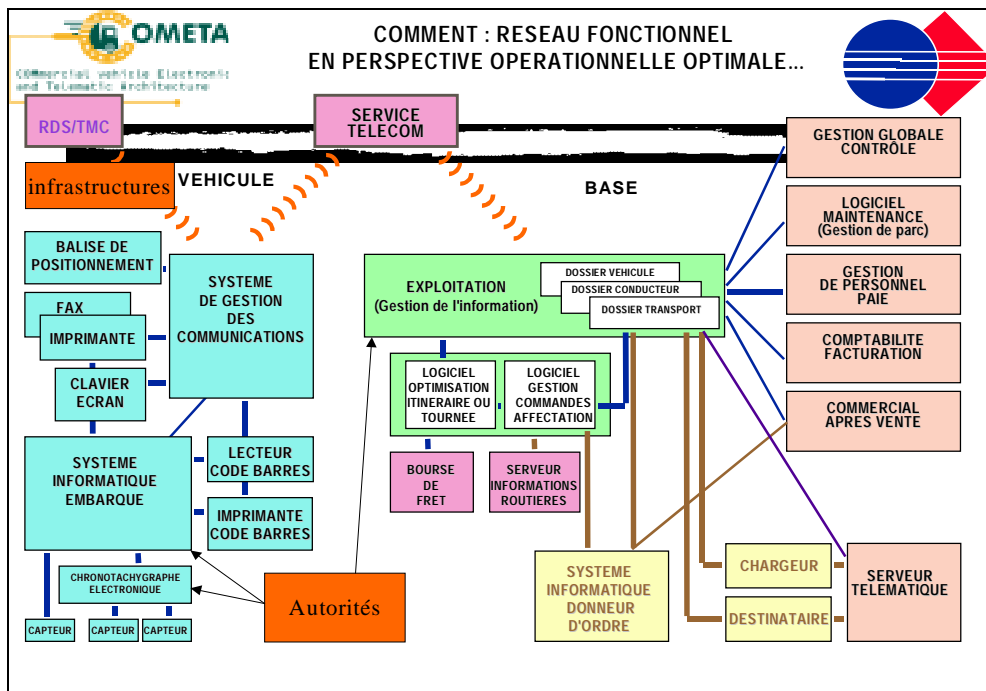 COMETA
COMmercial vehicle Electronic
and Telematic Architecture
COMMENT : RESEAU FONCTIONNEL
EN PERSPECTIVE OPERATIONNELLE OPTIMALE...
RDS/TMC
SERVICE
TELECOM
infrastructures
VEHICULE
BASE
BALISE DE
POSITIONNEMENT
FAX
IMPRIMANTE
CLAVIER
ECRAN
SYSTEME
DE GESTION
DES
COMMUNICATIONS
SYSTEME
INFORMATIQUE
EMBARQUE
LECTEUR
CODE BARRES
IMPRIMANTE
CODE BARRES
CHRONOTACHYGRAPHE
ELECTRONIQUE
CAPTEUR
CAPTEUR
CAPTEUR
Autorités
EXPLOITATION
(Gestion de l'information)
DOSSIER VEHICULE
DOSSIER CONDUCTEUR
DOSSIER TRANSPORT
LOGICIEL
OPTIMISATION
ITINERAIRE OU
TOURNEE
LOGICIEL
GESTION
COMMANDES
AFFECTATION
BOURSE
DE
FRET
SERVEUR
INFORMATIONS
ROUTIERES
SYSTEME
INFORMATIQUE
DONNEUR
D'ORDRE
CHARGEUR
DESTINATAIRE
SERVEUR
TELEMATIQUE
GESTION GLOBALE
CONTRÔLE
LOGICIEL
MAINTENANCE
(Gestion de parc)
GESTION
DE PERSONNEL
PAIE
COMPTABILITE
FACTURATION
COMMERCIAL
APRES VENTE